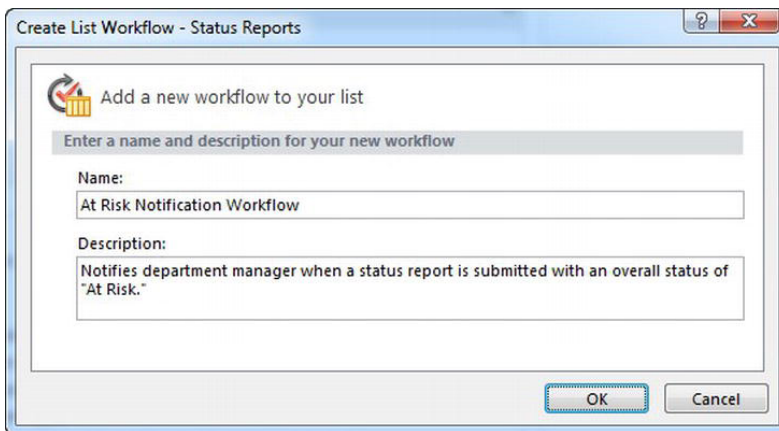 Create List Workflow - Status Reports
Add a new workflow to your list
Enter a name and description for your new workflow
Name:
At Risk Notification Workflow
Description:
Notifies department manager when a status report is submitted with an overall status of
"At Risk."
OK
Cancel